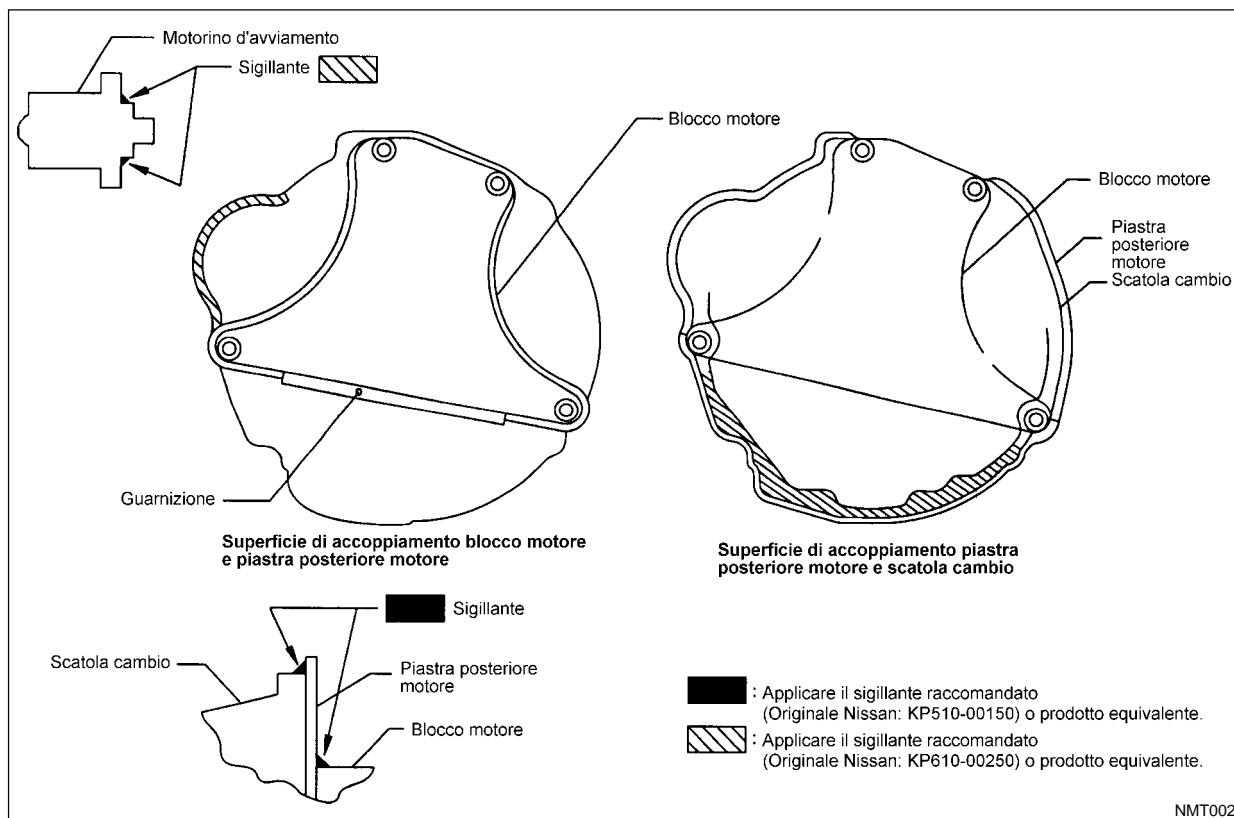 Motorino d'avviamento
Sigillante
Blocco motore
Guarnizione
Superficie di accoppiamento blocco motore
e piastra posteriore motore
Blocco motore
Piastra
posteriore
motore
Scatola cambio
Superficie di accoppiamento piastra
posteriore motore e scatola cambio
Sigillante
Scatola cambio
Piastra posteriore
motore
Blocco motore
: Applicare il sigillante raccomandato
(Originale Nissan: KP510-00150) o prodotto equivalente.
: Applicare il sigillante raccomandato
(Originale Nissan: KP610-00250) o prodotto equivalente.
NMT002